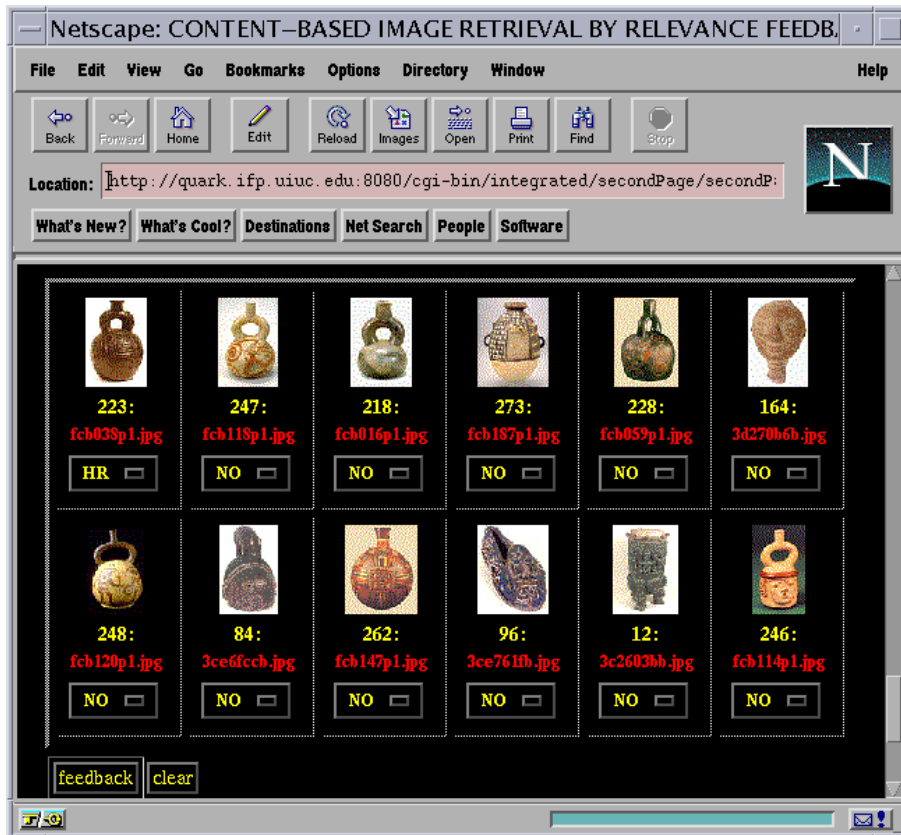 Netscape: CONTENT–BASED IMAGE RETRIEVAL BY RELEVANCE FEEDBA
File Edit View Go Bookmarks Options Directory Window Help
Back Forward Home Edit Reload Images Open Print Find Stop
Location: http://quark.ifp.uiuc.edu:8080/cgi-bin/integrated/secondPage/secondPa
N
What's New? What's Cool? Destinations Net Search People Software
223: 247: 218: 273: 228: 164:
fcb038p1.jpg fcb118p1.jpg fcb016p1.jpg fcb187p1.jpg fcb059p1.jpg 3d270b6b.jpg
HR NO NO NO NO NO
248: 84: 262: 96: 12: 246:
fcb120p1.jpg 3ce6fccb.jpg fcb147p1.jpg 3ce761fb.jpg 3c2603bb.jpg fcb114p1.jpg
NO NO NO NO NO NO
feedback clear